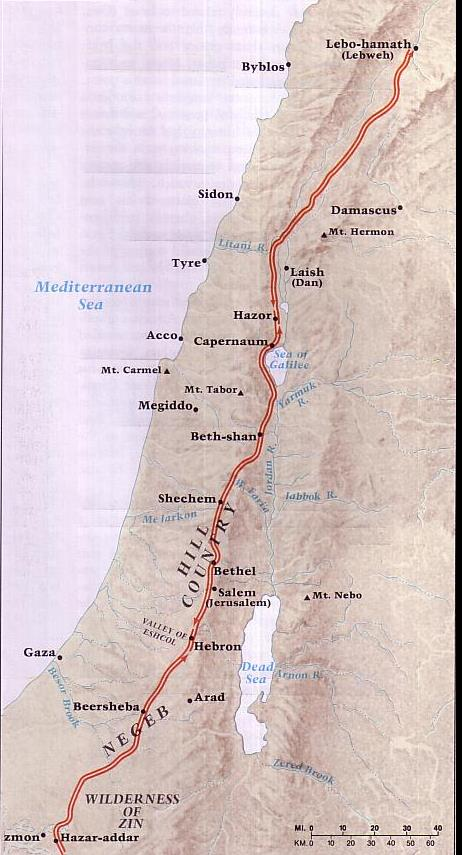 Lebo-hamath
(Lebweh)
Byblos
Sidon
Damascus
Mt. Hermon
Litani R.
Tyre
Laish
(Dan)
Mediterranean
Sea
Hazor
Acco
Capernaum
Sea of
Galilee
Mt. Carmel
Mt. Tabor
Yarmuk
R.
Megiddo
Beth-shan
Jordan R.
W. Faria
Jabbok R.
Shechem
Me Jarkon
HILL
COUNTRY
Bethel
Salem
(Jerusalem)
Mt. Nebo
VALLEY OF
ESHCOL
Hebron
Gaza
Dead
Sea
Arnon R.
Besor Brook
Arad
Beersheba
NEGEB
Zered Brook
WILDERNESS
OF
ZIN
zmon
Hazar-addar
MI. 0 10 20 30 40
KM. 0 10 20 30 40 50 60